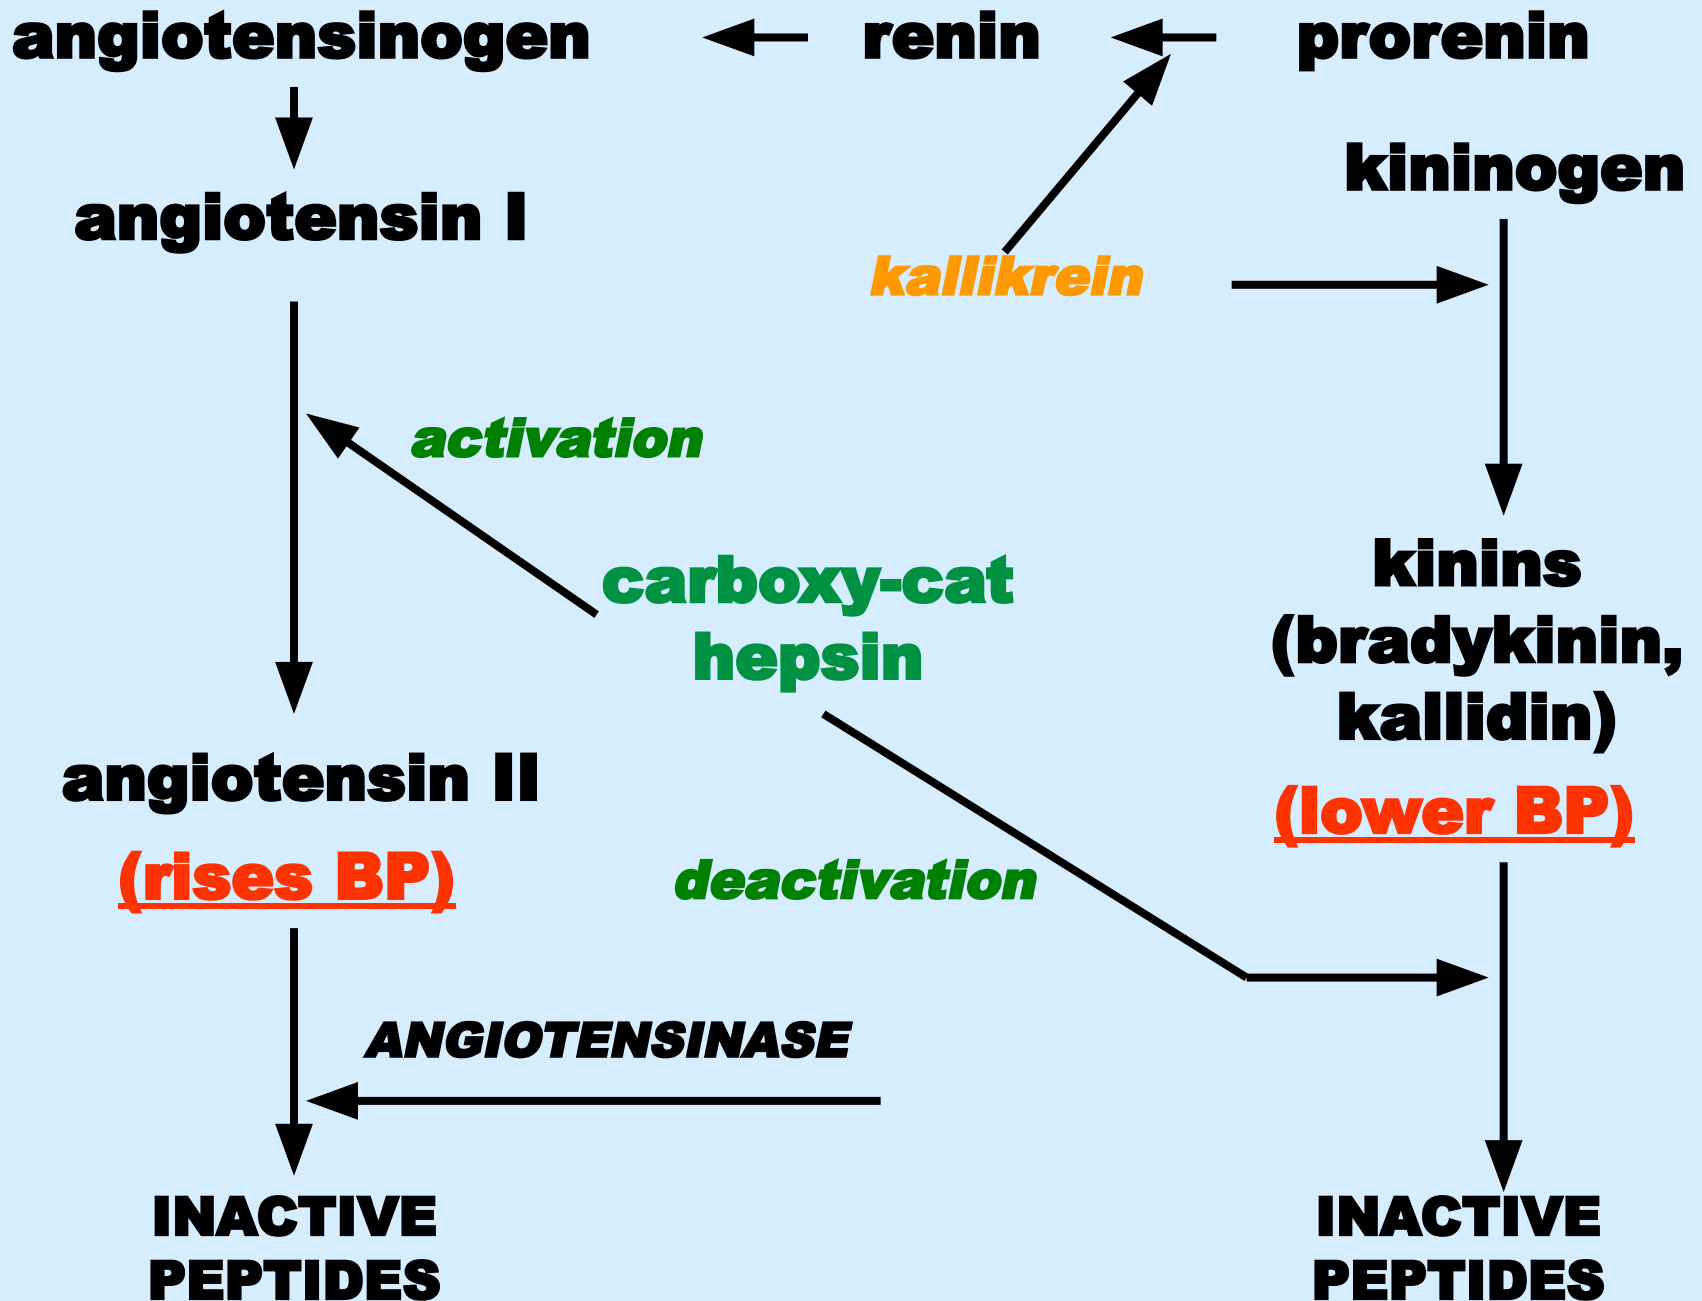 angiotensinogen renin prorenin
kininogen
angiotensin I
kallikrein
activation
carboxy-cat
hepsin
kinins
(bradykinin,
kallidin)
(lower BP)
angiotensin II
(rises BP)
deactivation
ANGIOTENSINASE
INACTIVE
PEPTIDES
INACTIVE
PEPTIDES